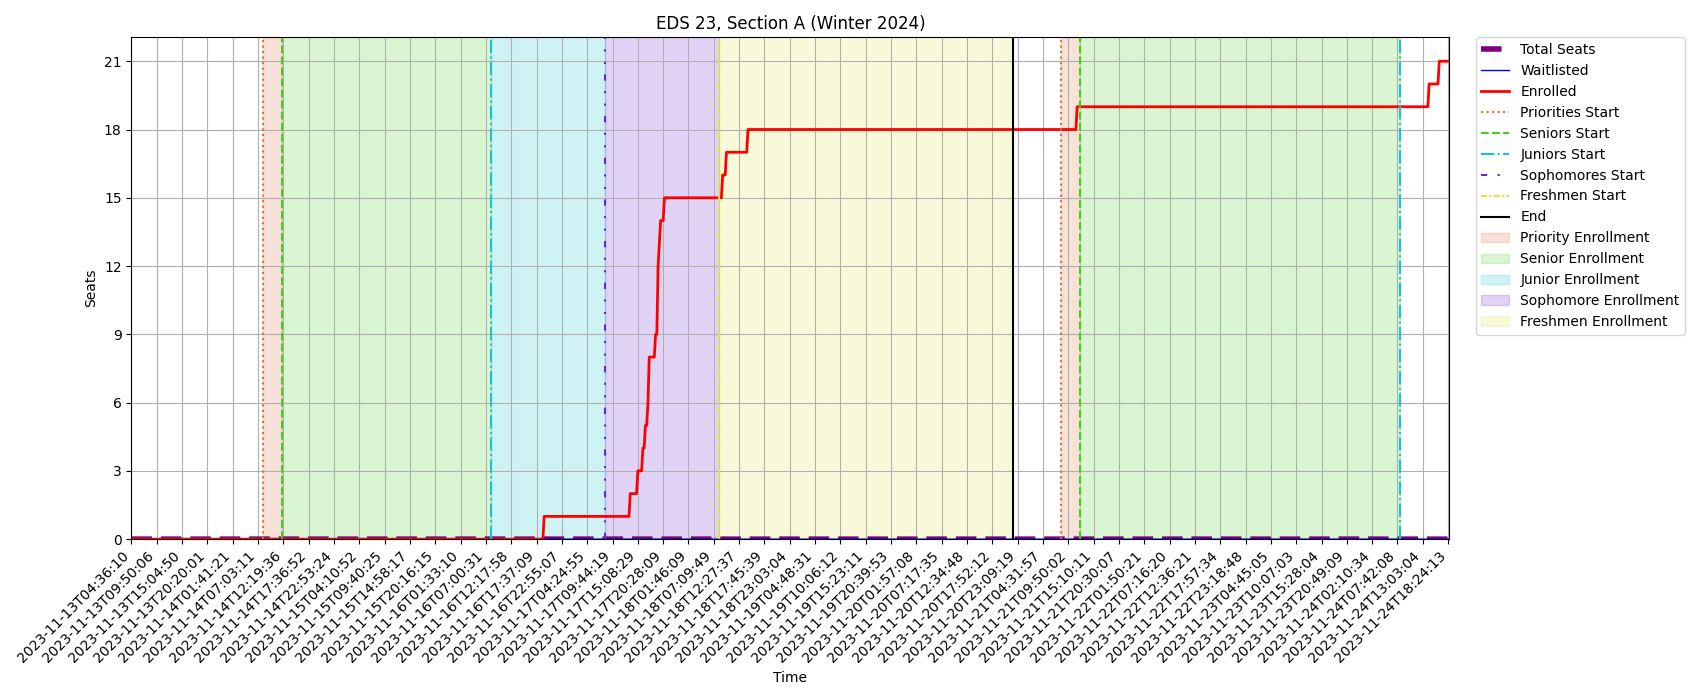 EDS 23, Section A (Winter 2024)
Seats
21
18
15
12
9
6
3
0
2023-11-13T04:36:10
2023-11-13T09:50:06
2023-11-13T15:04:50
2023-11-13T20:20:01
2023-11-14T01:41:21
2023-11-14T07:03:11
2023-11-14T12:19:36
2023-11-14T17:36:52
2023-11-14T22:53:24
2023-11-15T04:10:52
2023-11-15T09:40:25
2023-11-15T14:58:17
2023-11-15T20:16:15
2023-11-16T01:33:10
2023-11-16T07:00:31
2023-11-16T12:17:58
2023-11-16T17:37:09
2023-11-16T22:55:07
2023-11-17T04:24:55
2023-11-17T09:44:19
2023-11-17T15:08:29
2023-11-17T20:28:09
2023-11-18T01:46:09
2023-11-18T07:09:49
2023-11-18T12:27:37
2023-11-18T17:45:39
2023-11-18T23:03:04
2023-11-19T04:48:31
2023-11-19T10:06:12
2023-11-19T15:23:11
2023-11-19T20:39:53
2023-11-20T01:57:08
2023-11-20T07:17:35
2023-11-20T12:34:48
2023-11-20T17:52:12
2023-11-20T23:09:19
2023-11-21T04:31:57
2023-11-21T09:50:02
2023-11-21T15:10:11
2023-11-21T20:30:07
2023-11-22T01:50:21
2023-11-22T07:16:20
2023-11-22T12:36:21
2023-11-22T17:57:34
2023-11-22T23:18:48
2023-11-23T04:45:05
2023-11-23T10:07:03
2023-11-23T15:28:04
2023-11-23T20:49:09
2023-11-24T02:10:34
2023-11-24T07:42:08
2023-11-24T13:03:04
2023-11-24T18:24:13
Time
Total Seats
Waitlisted
Enrolled
Priorities Start
Seniors Start
Juniors Start
Sophomores Start
Freshmen Start
End
Priority Enrollment
Senior Enrollment
Junior Enrollment
Sophomore Enrollment
Freshmen Enrollment